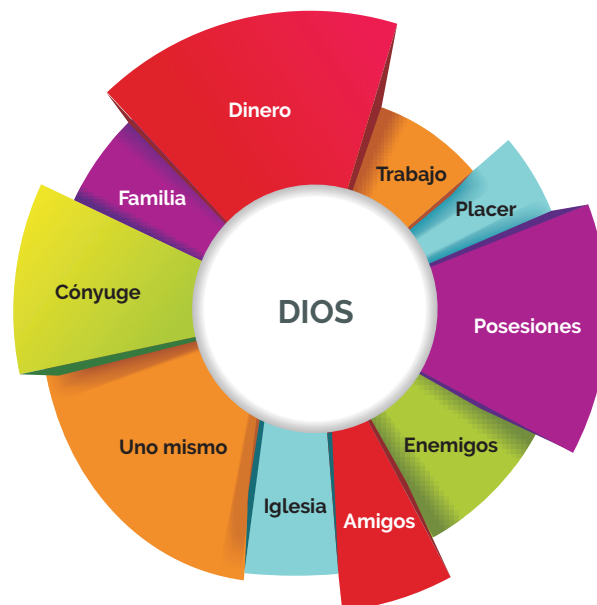 Dinero
Trabajo
Familia
Placer
Cónyuge
DIOS
Posesiones
Uno mismo
Enemigos
Iglesia
Amigos